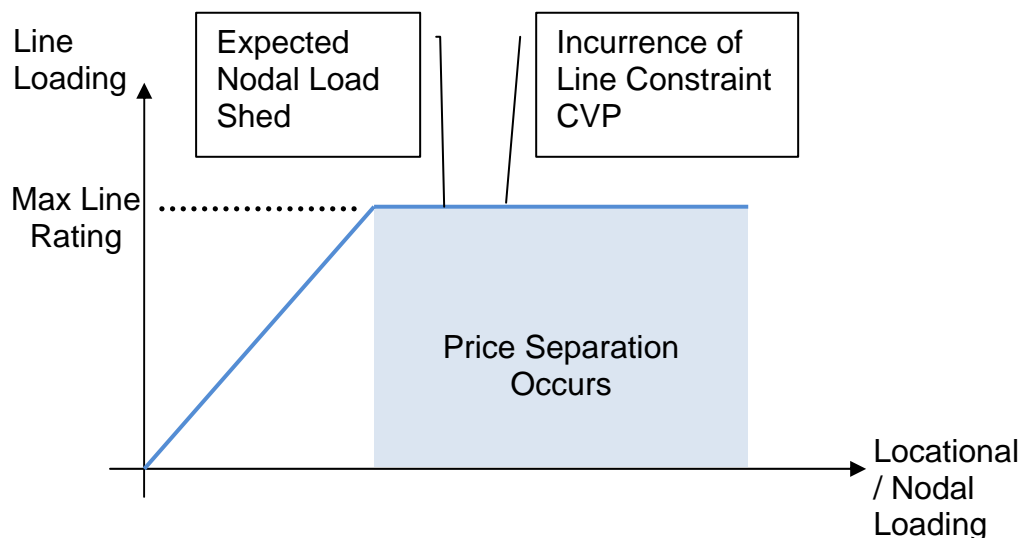 Line
Loading
Expected
Nodal Load
Shed
Incurrence of
Line Constraint
CVP
Max Line
Rating
Price Separation
Occurs
Locational
/ Nodal
Loading